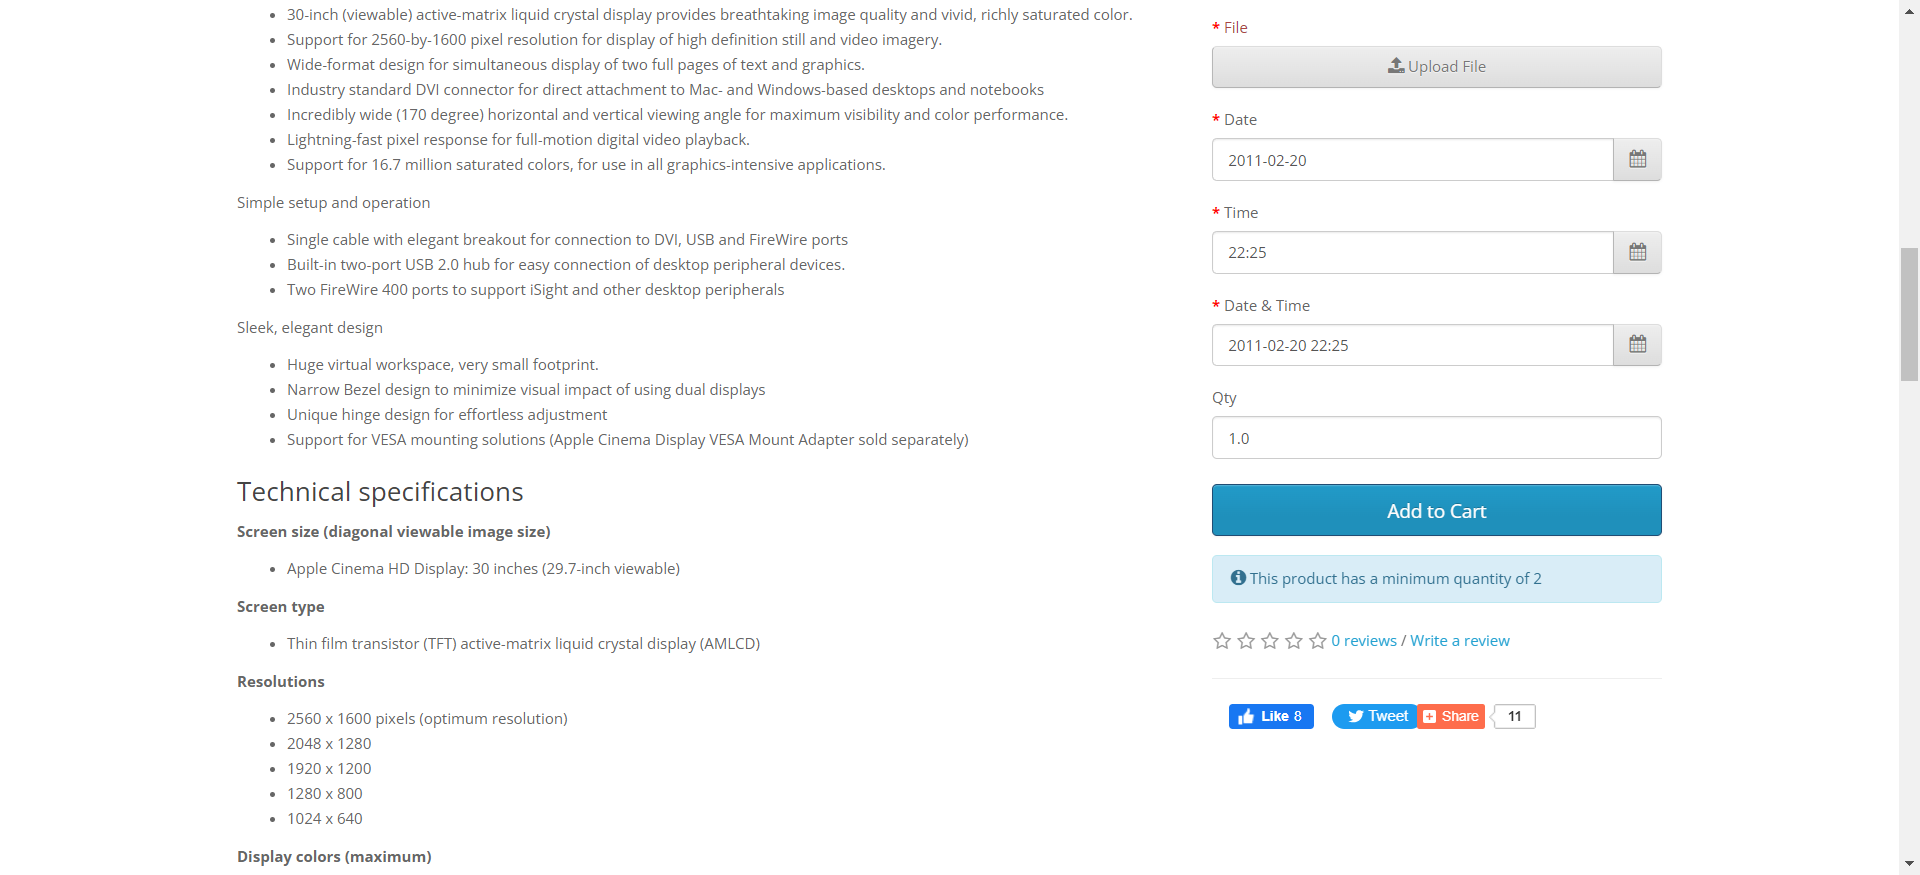 30-inch (viewable) active-matrix liquid crystal display provides breathtaking image quality and vivid, richly saturated color.
Support for 2560-by-1600 pixel resolution for display of high definition still and video imagery.
Wide-format design for simultaneous display of two full pages of text and graphics.
Industry standard DVI connector for direct attachment to Mac- and Windows-based desktops and notebooks
Incredibly wide (170 degree) horizontal and vertical viewing angle for maximum visibility and color performance.
Lightning-fast pixel response for full-motion digital video playback.
Support for 16.7 million saturated colors, for use in all graphics-intensive applications.
Simple setup and operation
Single cable with elegant breakout for connection to DVI, USB and FireWire ports
Built-in two-port USB 2.0 hub for easy connection of desktop peripheral devices.
Two FireWire 400 ports to support iSight and other desktop peripherals
Sleek, elegant design
Huge virtual workspace, very small footprint.
Narrow Bezel design to minimize visual impact of using dual displays
Unique hinge design for effortless adjustment
Support for VESA mounting solutions (Apple Cinema Display VESA Mount Adapter sold separately)
Technical specifications
Screen size (diagonal viewable image size)
Apple Cinema HD Display: 30 inches (29.7-inch viewable)
Screen type
Thin film transistor (TFT) active-matrix liquid crystal display (AMLCD)
Resolutions
2560 x 1600 pixels (optimum resolution)
2048 x 1280
1920 x 1200
1280 x 800
1024 x 640
Display colors (maximum)
* File
Upload File
* Date
2011-02-20
* Time
22:25
* Date & Time
2011-02-20 22:25
Qty
1.0
Add to Cart
This product has a minimum quantity of 2
0 reviews / Write a review
Like 8
Tweet
Share
11